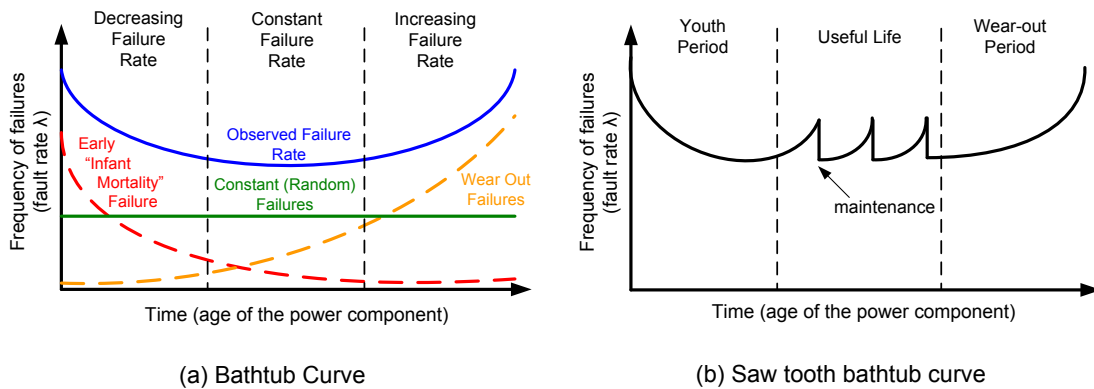 Decreasing
Failure
Rate
Constant
Failure
Rate
Increasing
Failure
Rate
Frequency of failures
(fault rate λ)
Early
"Infant
Mortality"
Failure
Observed Failure
Rate
Constant (Random)
Failures
Wear Out
Failures
Time (age of the power component)
(a) Bathtub Curve
Youth
Period
Useful Life
Wear-out
Period
Frequency of failures
(fault rate λ)
maintenance
Time (age of the power component)
(b) Saw tooth bathtub curve